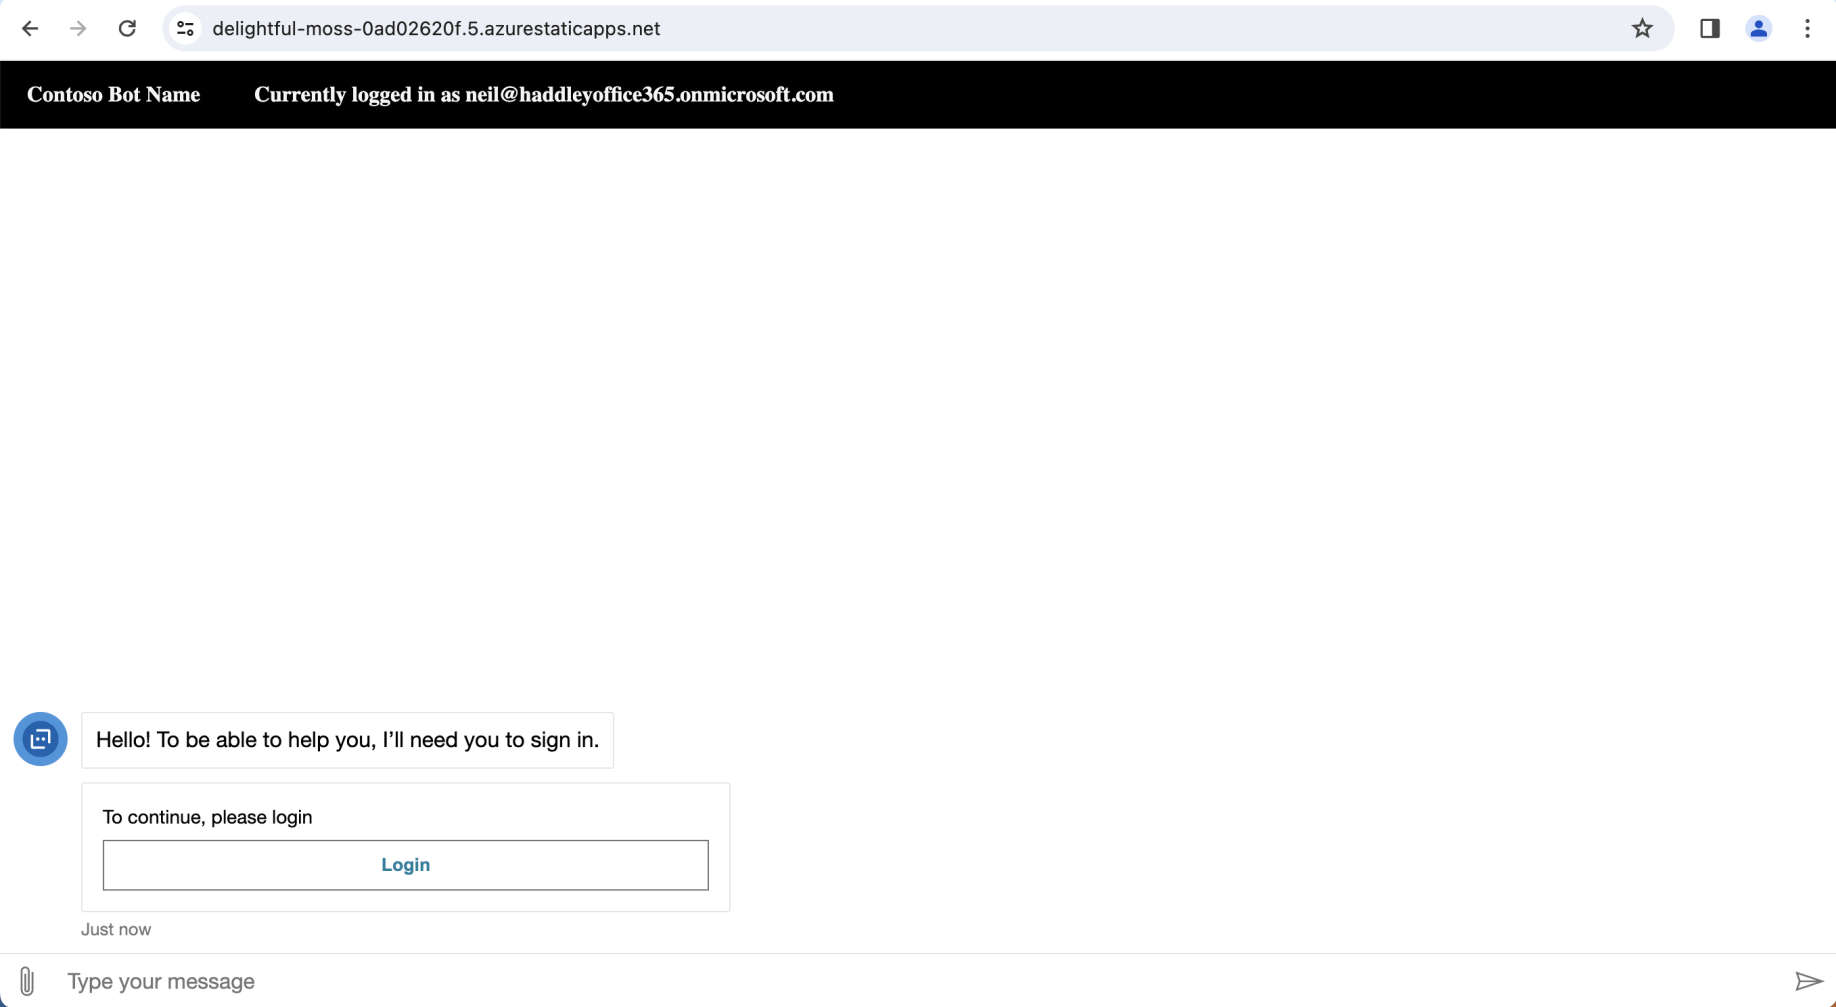 delightful-moss-0ad02620f.5.azurestaticapps.net
Contoso Bot Name Currently logged in as neil@haddleyoffice365.onmicrosoft.com
Hello! To be able to help you, I’ll need you to sign in.
To continue, please login
Login
Just now
Type your message